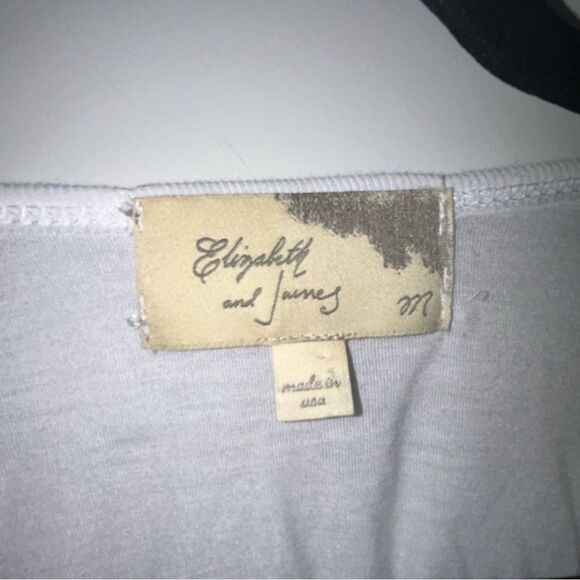 Elizabeth
and James
M
made in
usa